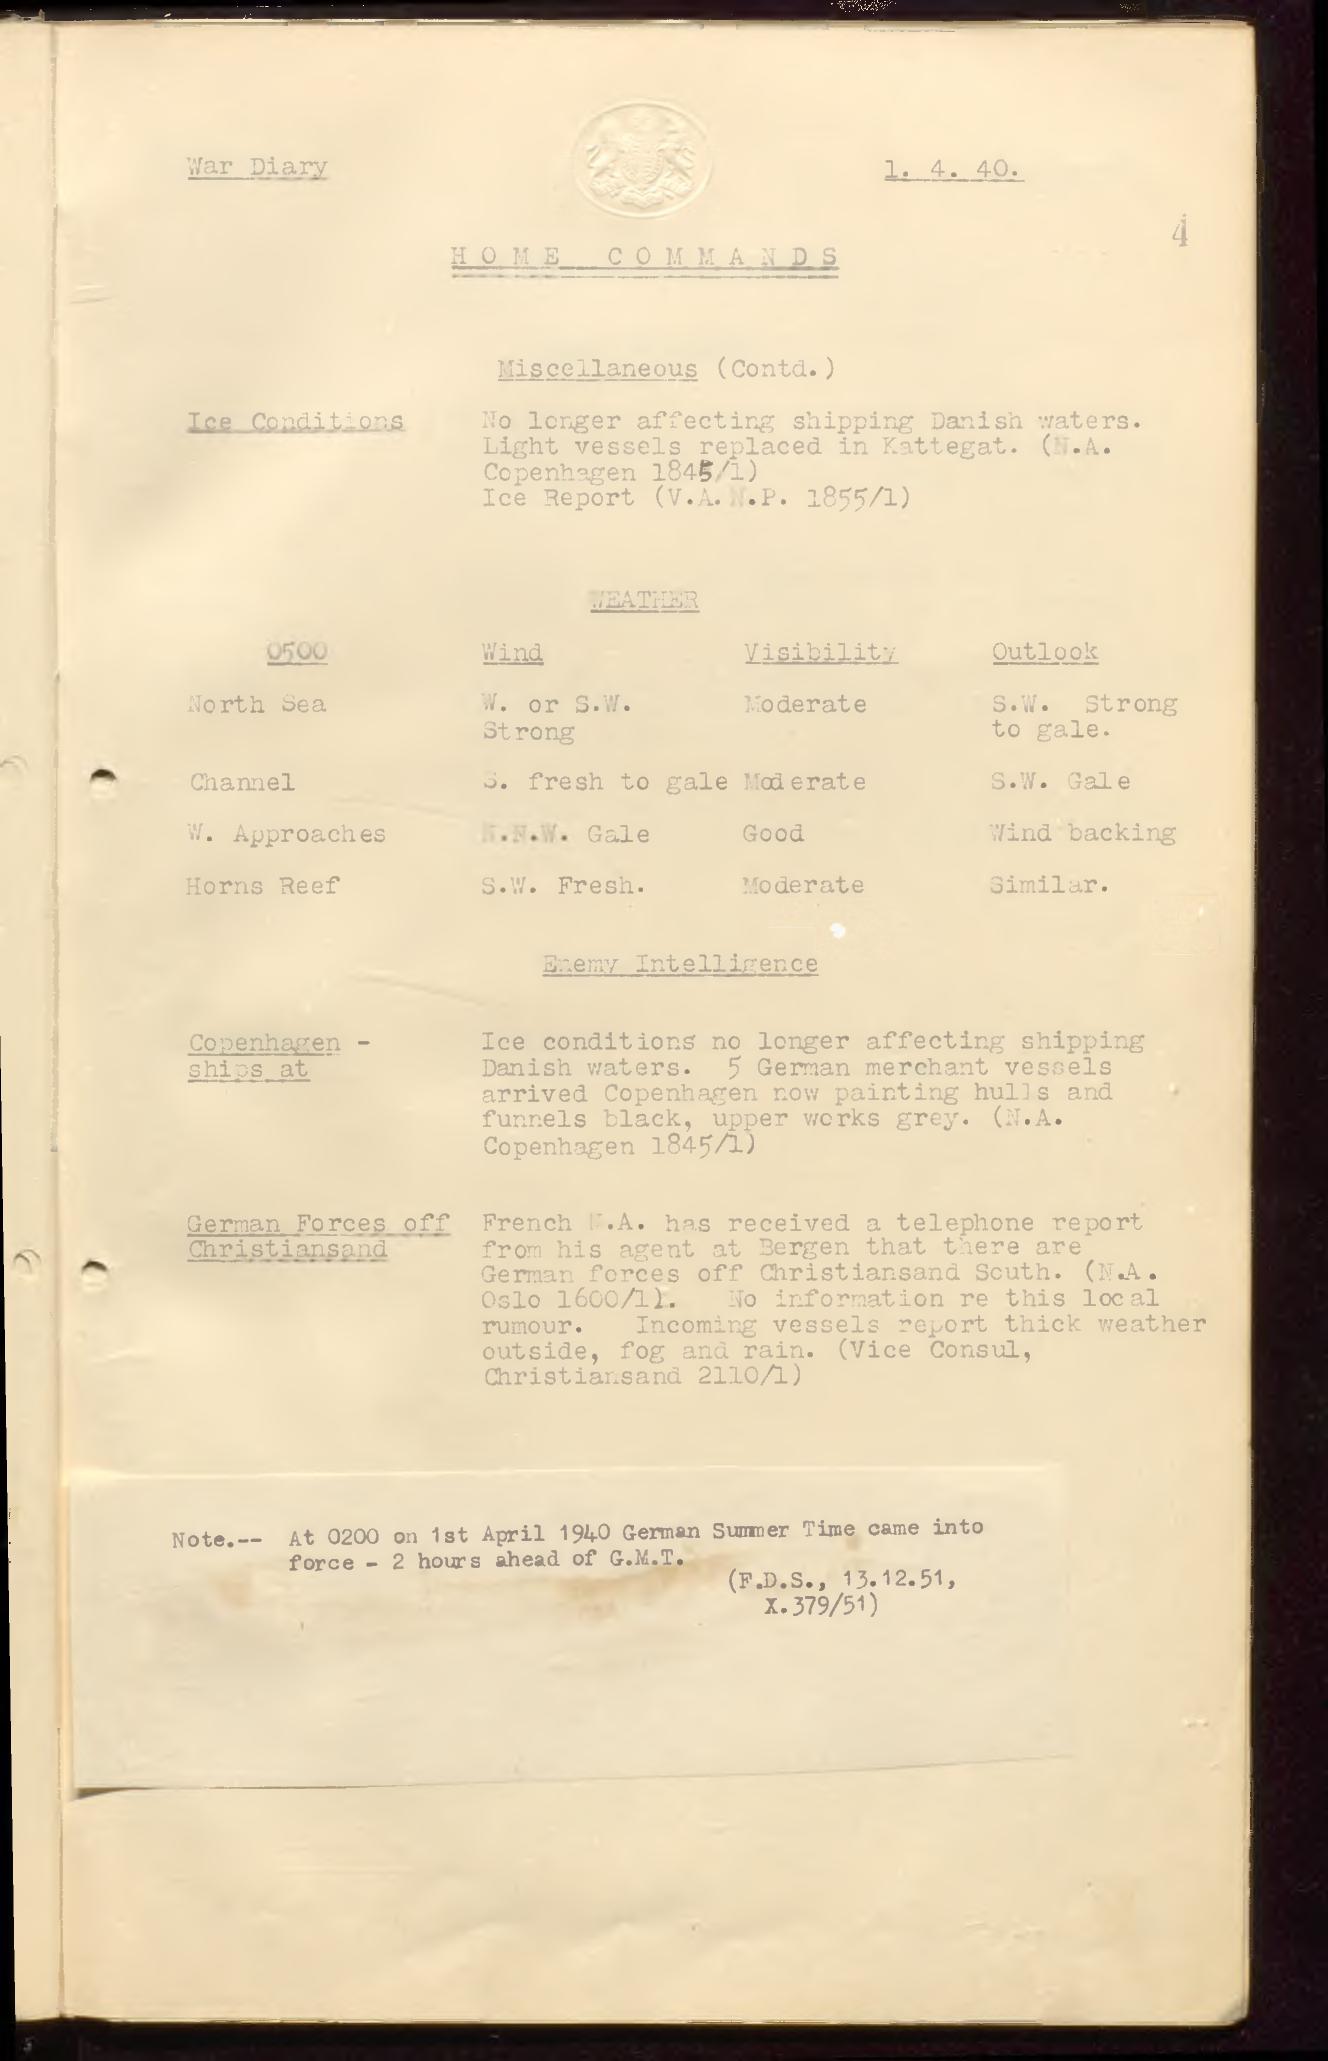 War Diary
1. 4. 40.
4
HOME COMMANDS
Miscellaneous (Contd.)
Ice Conditions No longer affecting shipping Danish waters.
Light vessels replaced in Kattegat. (N.A.
Copenhagen 1845/1)
Ice Report (V.A.N.P. 1855/1)
WEATHER
0500 Wind Visibility Outlook
North Sea W. or S.W. Moderate S.W. Strong
Strong to gale.
Channel S. fresh to gale Moderate S.W. Gale
W. Approaches N.N.W. Gale Good Wind backing
Horns Reef S.W. Fresh. Moderate Similar.
Enemy Intelligence
Copenhagen - Ice conditions no longer affecting shipping
ships at Danish waters. 5 German merchant vessels
arrived Copenhagen now painting hulls and
funnels black, upper works grey. (N.A.
Copenhagen 1845/1)
German Forces off French N.A. has received a telephone report
Christiansand from his agent at Bergen that there are
German forces off Christiansand South. (N.A.
Oslo 1600/1). No information re this local
rumour. Incoming vessels report thick weather
outside, fog and rain. (Vice Consul,
Christiansand 2110/1)
Note.-- At 0200 on 1st April 1940 German Summer Time came into
force - 2 hours ahead of G.M.T.
(F.D.S., 13.12.51,
X.379/51)